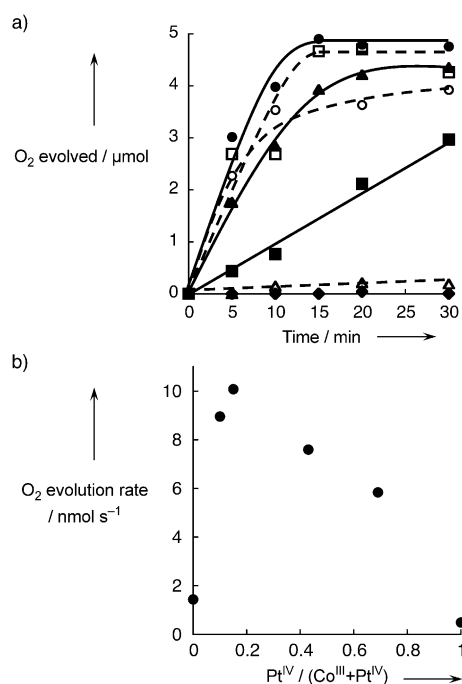 a)
5
4
3
2
1
0
O₂ evolved / µmol
0 5 10 15 20 25 30
Time / min
b)
10
8
6
4
2
0
O₂ evolution rate
/ nmol s⁻¹
0 0.2 0.4 0.6 0.8 1
Ptᴵⱽ / (Coᴵᴵᴵ+Ptᴵⱽ)